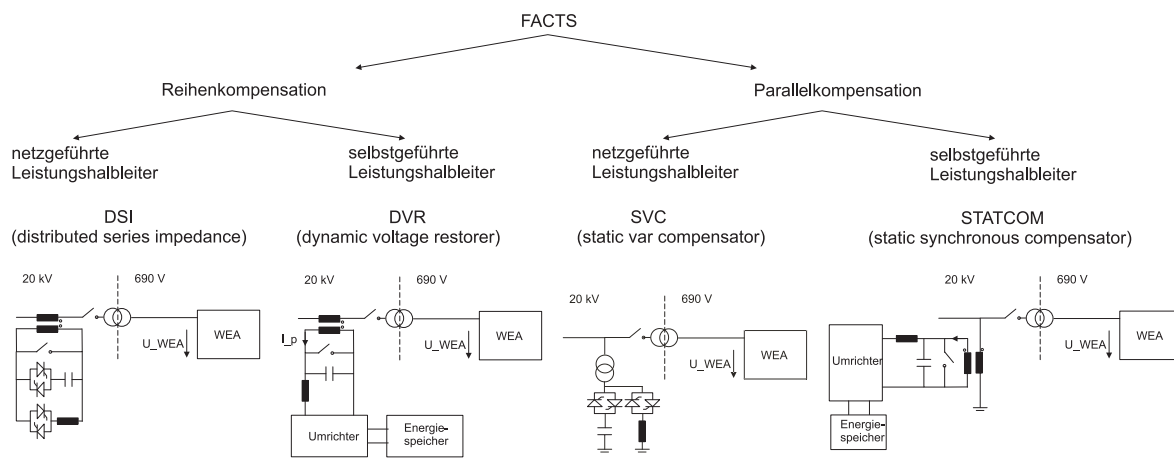 FACTS
Reihenkompensation
Parallelkompensation
netzgeführte
Leistungshalbleiter
selbstgeführte
Leistungshalbleiter
netzgeführte
Leistungshalbleiter
selbstgeführte
Leistungshalbleiter
DSI
(distributed series impedance)
DVR
(dynamic voltage restorer)
SVC
(static var compensator)
STATCOM
(static synchronous compensator)
20 kV
690 V
WEA
U_WEA
20 kV
690 V
I_p
WEA
U_WEA
Umrichter
Energie-
speicher
20 kV
690 V
WEA
U_WEA
20 kV
690 V
WEA
U_WEA
Umrichter
Energie-
speicher